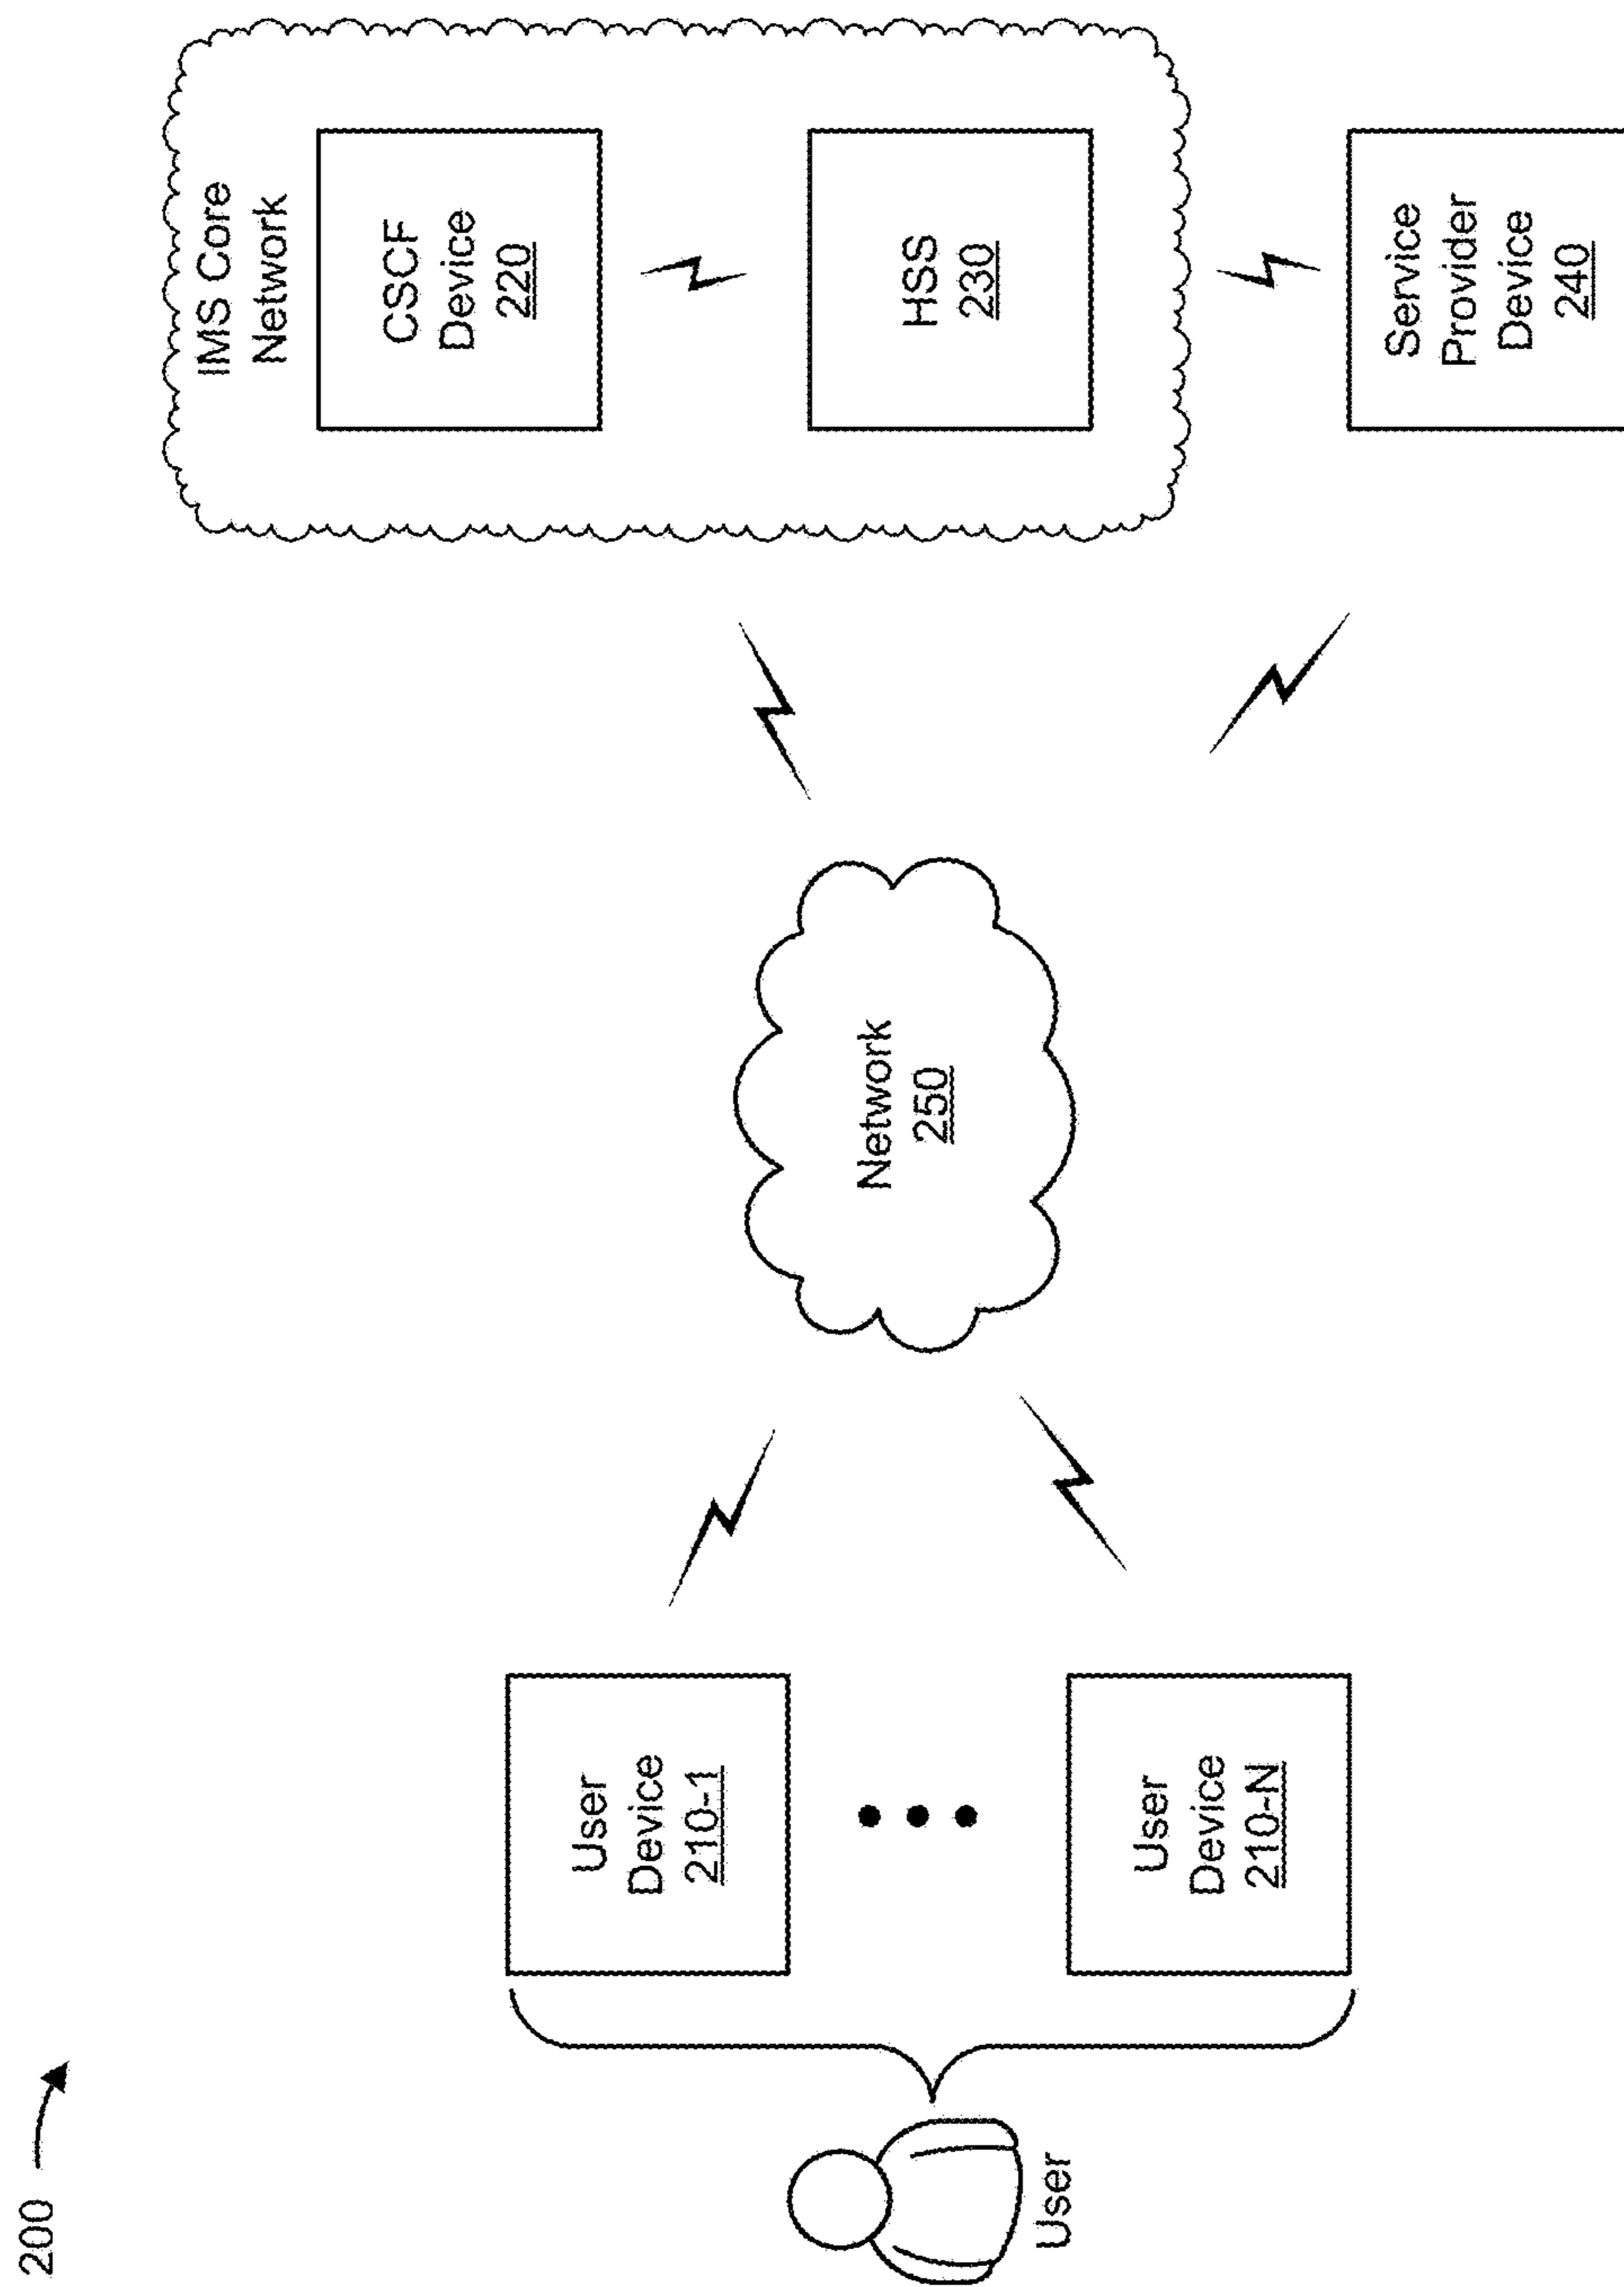 200
User
User
Device
210-1
User
Device
210-N
Network
250
IMS Core
Network
CSCF
Device
220
HSS
230
Service
Provider
Device
240